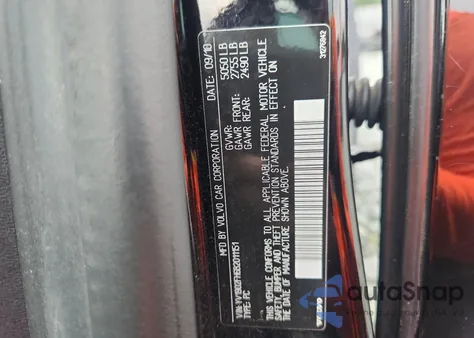 MFD BY VOLVO CAR CORPORATION DATE: 09/10
GVWR: 5050 LB
GAWR FRONT: 2755 LB
GAWR REAR: 2490 LB
TYPE: PC
THIS VEHICLE CONFORMS TO ALL APPLICABLE FEDERAL MOTOR VEHICLE
SAFETY, BUMPER AND THEFT PREVENTION STANDARDS IN EFFECT ON
THE DATE OF MANUFACTURE SHOWN ABOVE.
VOLVO
autoSnap